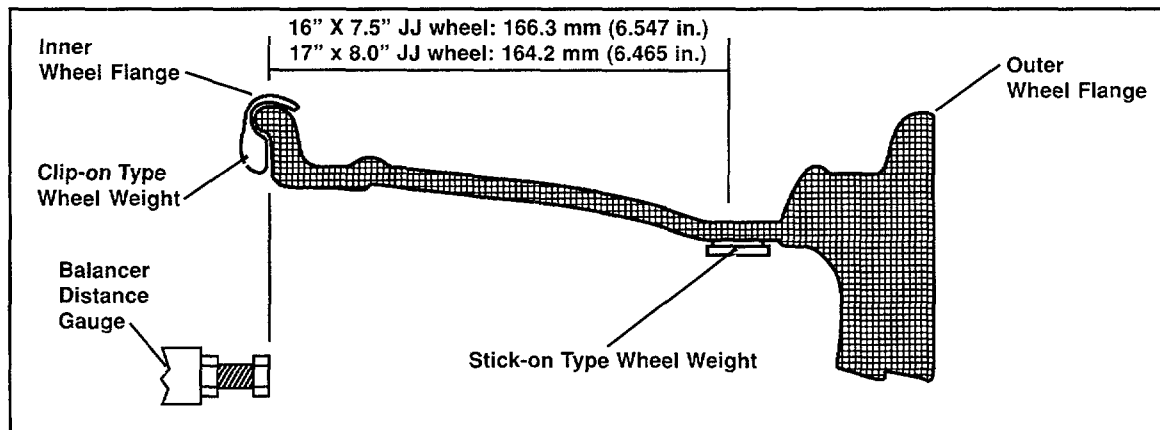 16” X 7.5” JJ wheel: 166.3 mm (6.547 in.)
17” x 8.0” JJ wheel: 164.2 mm (6.465 in.)
Inner
Wheel Flange
Outer
Wheel Flange
Clip-on Type
Wheel Weight
Balancer
Distance
Gauge
Stick-on Type Wheel Weight